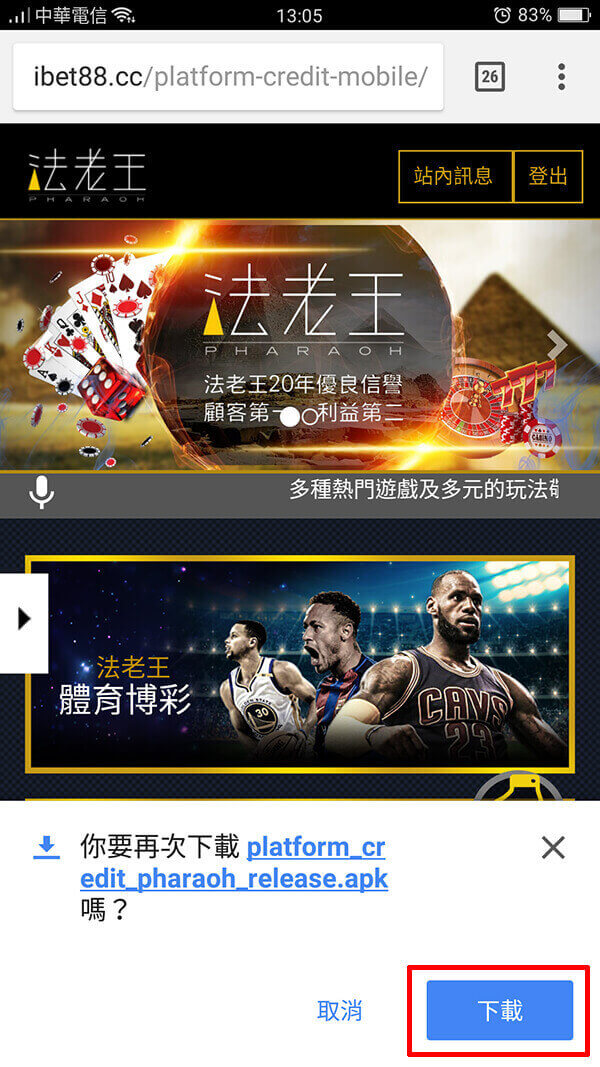 中華電信 13:05 83%
ibet88.cc/platform-credit-mobile/ 26
法老王
PHARAOH
站內訊息 登出
法老王
PHARAOH
法老王20年優良信譽
顧客第一 利益第三
CASINO
多種熱門遊戲及多元的玩法
法老王
體育博彩
30
CAVS
23
你要再次下載 platform_cr
edit_pharaoh_release.apk
嗎？
取消 下載